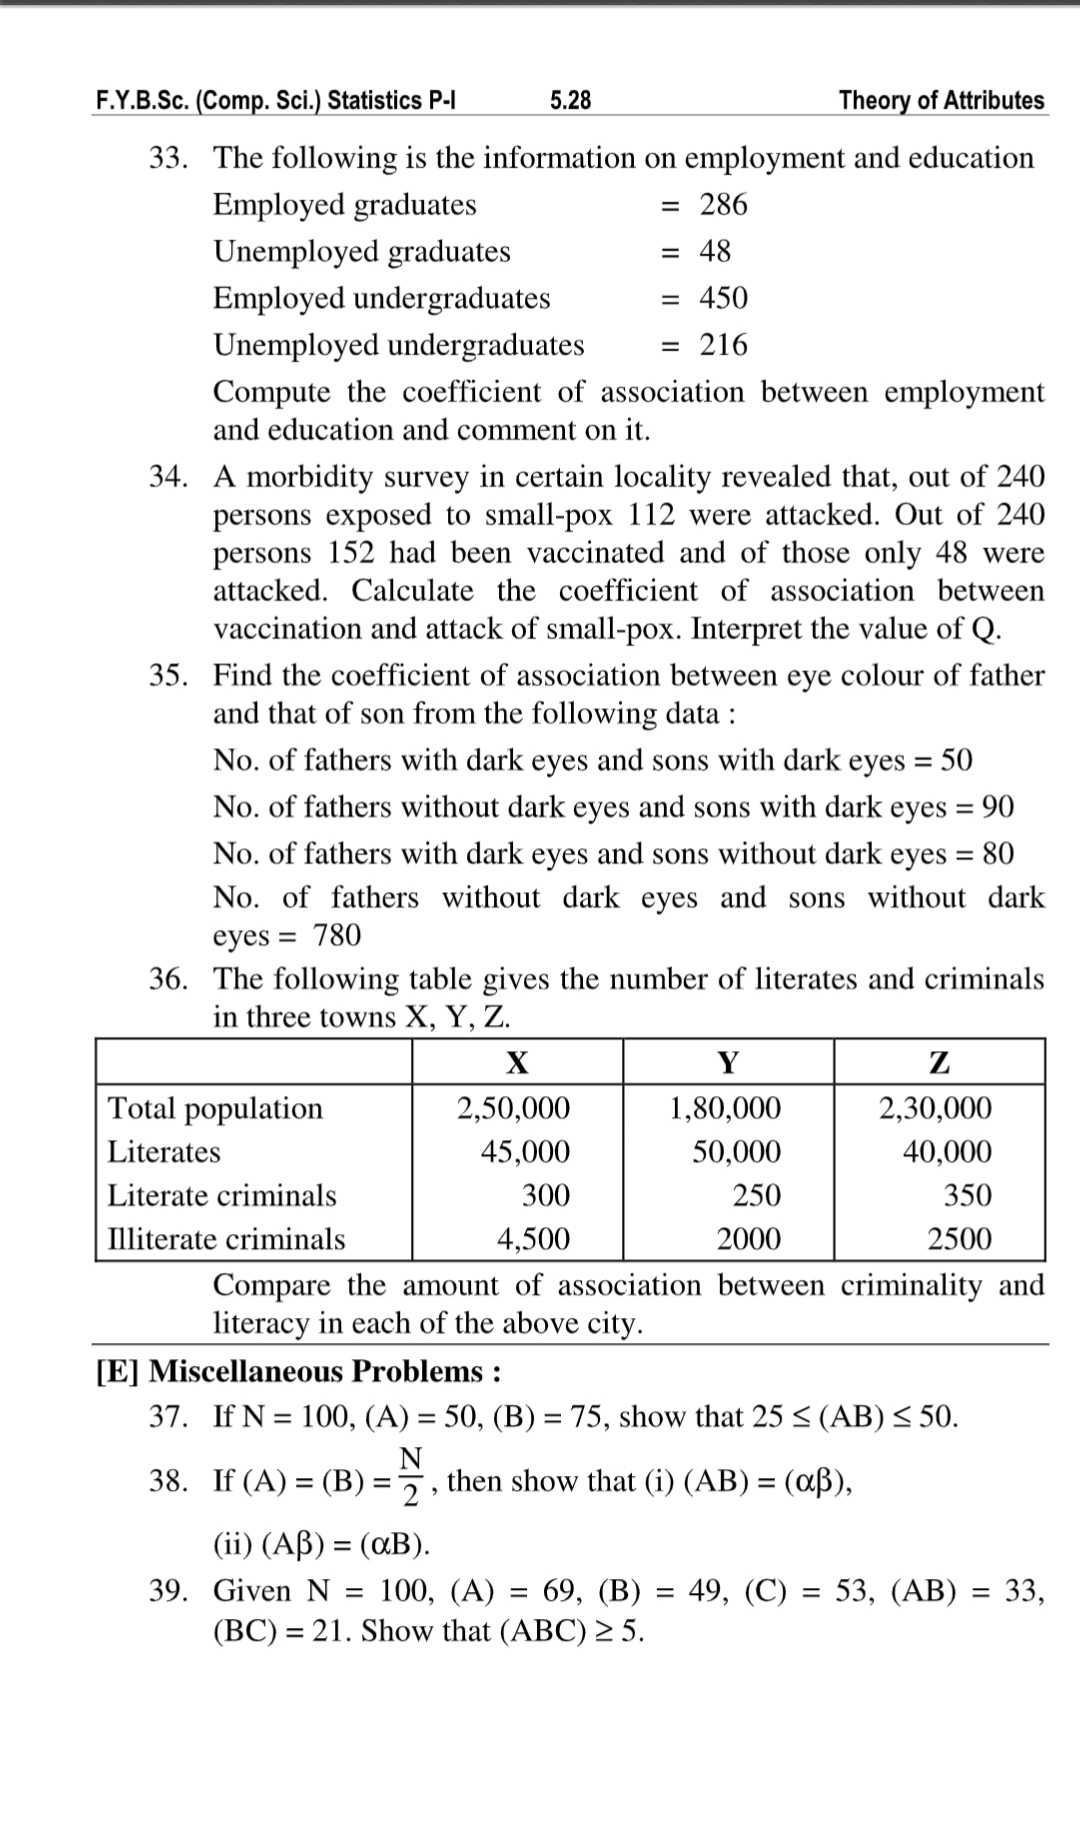 F.Y.B.Sc. (Comp. Sci.) Statistics P-I 5.28 Theory of Attributes
33. The following is the information on employment and education
Employed graduates = 286
Unemployed graduates = 48
Employed undergraduates = 450
Unemployed undergraduates = 216
Compute the coefficient of association between employment
and education and comment on it.
34. A morbidity survey in certain locality revealed that, out of 240
persons exposed to small-pox 112 were attacked. Out of 240
persons 152 had been vaccinated and of those only 48 were
attacked. Calculate the coefficient of association between
vaccination and attack of small-pox. Interpret the value of Q.
35. Find the coefficient of association between eye colour of father
and that of son from the following data :
No. of fathers with dark eyes and sons with dark eyes = 50
No. of fathers without dark eyes and sons with dark eyes = 90
No. of fathers with dark eyes and sons without dark eyes = 80
No. of fathers without dark eyes and sons without dark
eyes = 780
36. The following table gives the number of literates and criminals
in three towns X, Y, Z.
X Y Z
Total population 2,50,000 1,80,000 2,30,000
Literates 45,000 50,000 40,000
Literate criminals 300 250 350
Illiterate criminals 4,500 2000 2500
Compare the amount of association between criminality and
literacy in each of the above city.
[E] Miscellaneous Problems :
37. If N = 100, (A) = 50, (B) = 75, show that 25 ≤ (AB) ≤ 50.
38. If (A) = (B) = N/2 , then show that (i) (AB) = (αβ),
(ii) (Aβ) = (αB).
39. Given N = 100, (A) = 69, (B) = 49, (C) = 53, (AB) = 33,
(BC) = 21. Show that (ABC) ≥ 5.